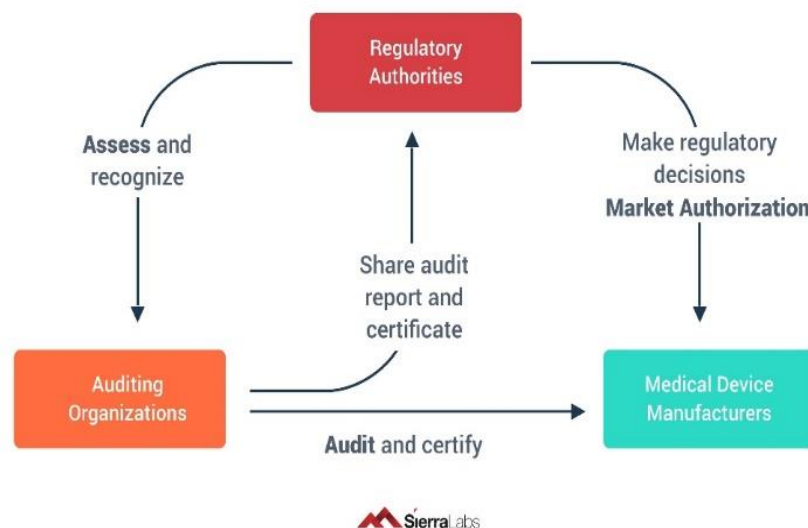 Regulatory
Authorities
Assess and
recognize
Make regulatory
decisions
Market Authorization
Share audit
report and
certificate
Auditing
Organizations
Medical Device
Manufacturers
Audit and certify
SierraLabs